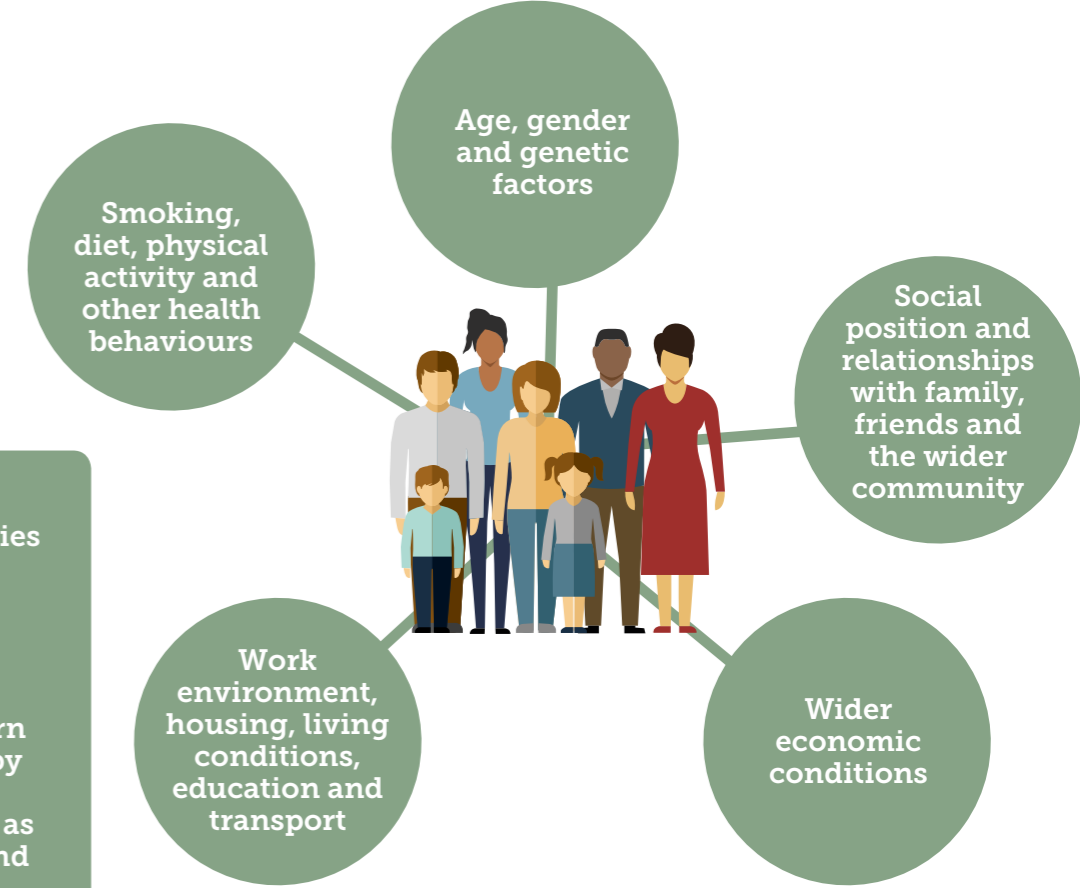 Age, gender
and genetic
factors
Smoking,
diet, physical
activity and
other health
behaviours
Social
position and
relationships
with family,
friends and
the wider
community
Work
environment,
housing, living
conditions,
education and
transport
Wider
economic
conditions
as